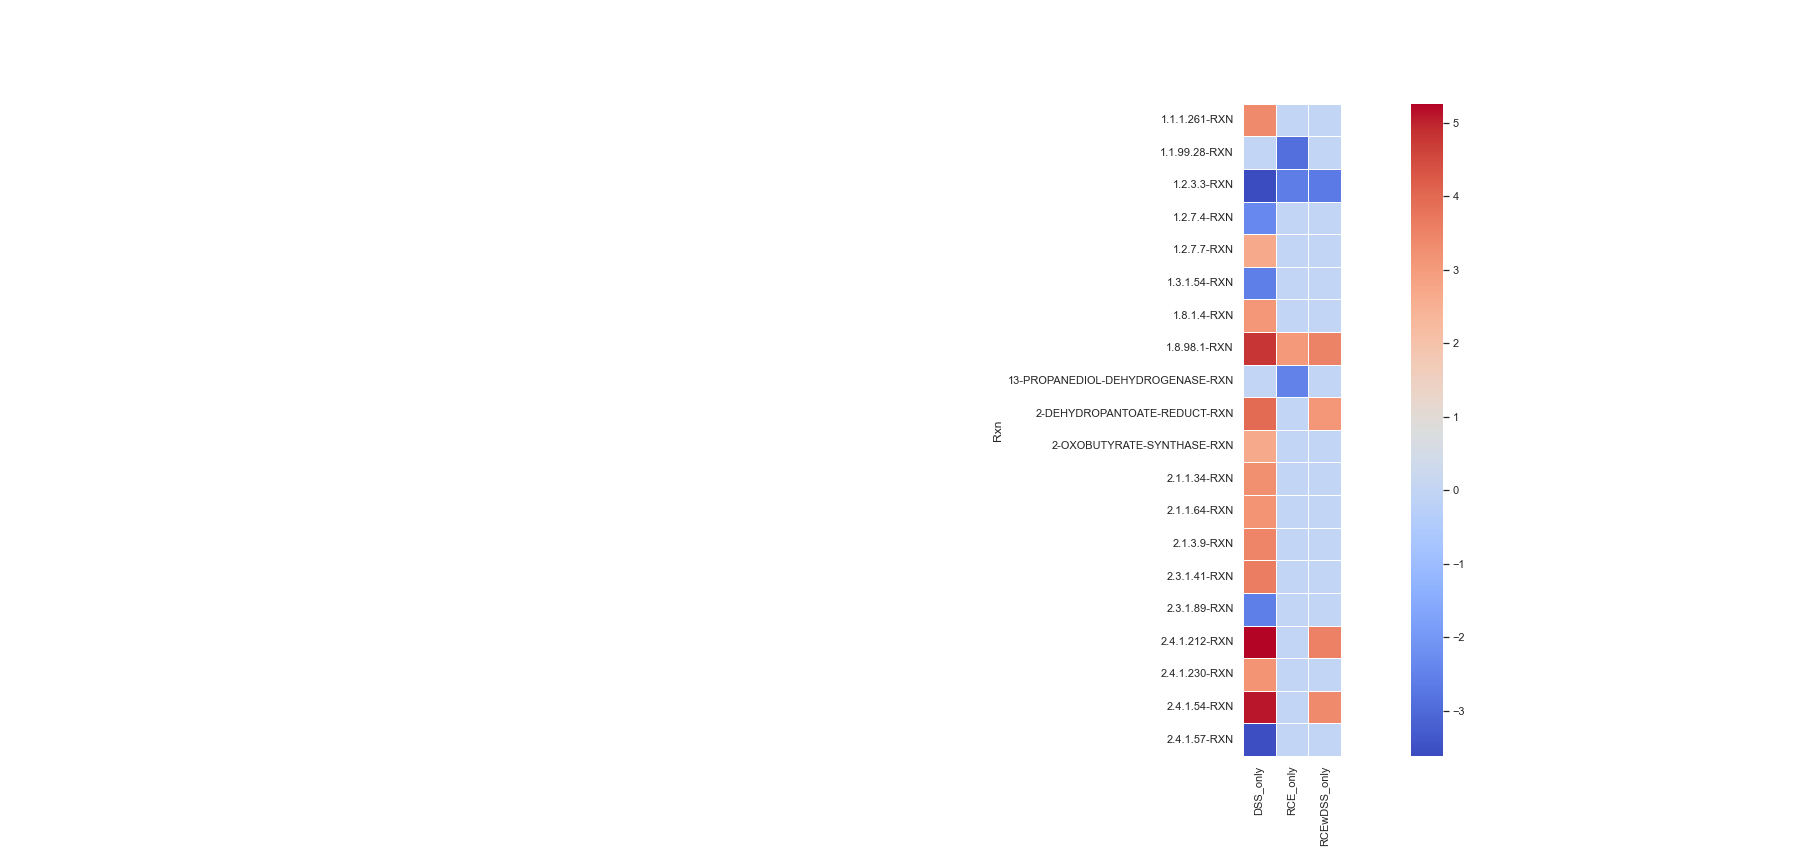 1.1.1.261-RXN
1.1.99.28-RXN
1.2.3.3-RXN
1.2.7.4-RXN
1.2.7.7-RXN
1.3.1.54-RXN
1.8.1.4-RXN
1.8.98.1-RXN
13-PROPANEDIOL-DEHYDROGENASE-RXN
2-DEHYDROPANTOATE-REDUCT-RXN
2-OXOBUTYRATE-SYNTHASE-RXN
2.1.1.34-RXN
2.1.1.64-RXN
2.1.3.9-RXN
2.3.1.41-RXN
2.3.1.89-RXN
2.4.1.212-RXN
2.4.1.230-RXN
2.4.1.54-RXN
2.4.1.57-RXN
Rxn
DSS_only
RCE_only
RCEwDSS_only
5
4
3
2
1
0
−1
−2
−3